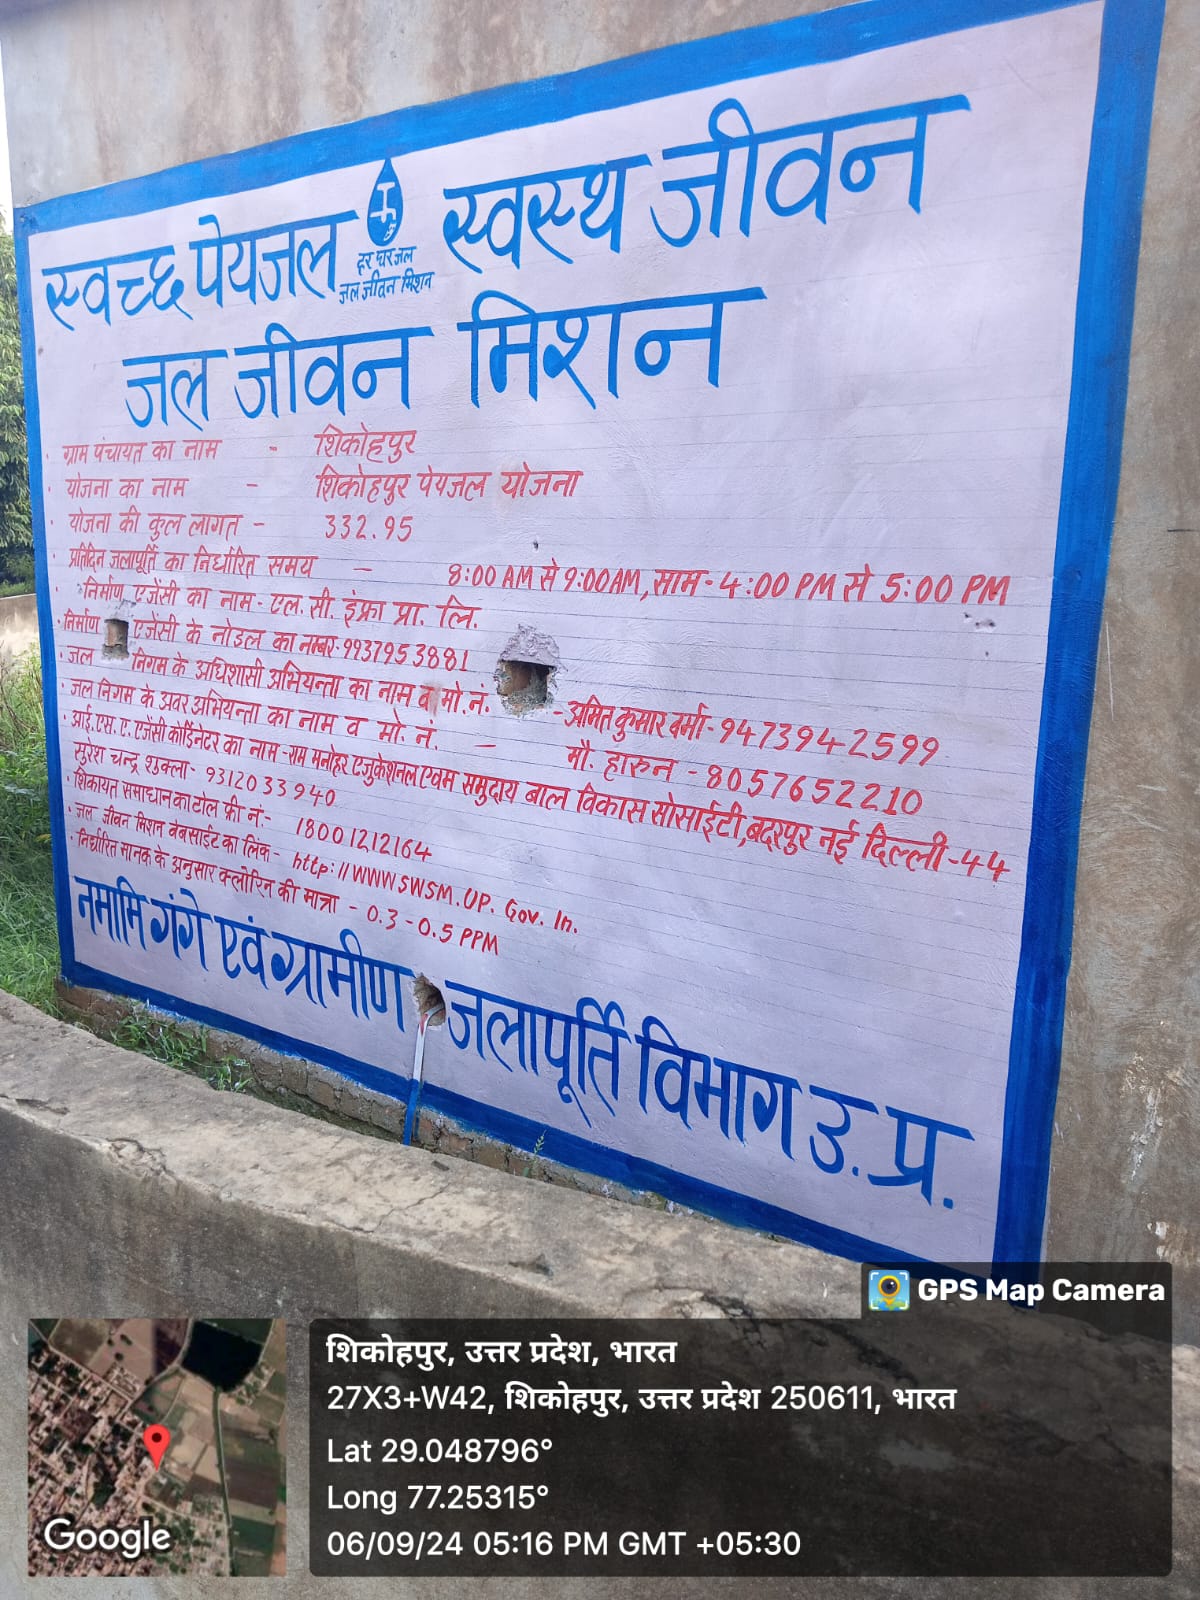 स्वच्छ पेयजल स्वस्थ जीवन
हर घर जल
जल जीवन मिशन
जल जीवन मिशन
· ग्राम पंचायत का नाम - शिकोहपुर
· योजना का नाम - शिकोहपुर पेयजल योजना
· योजना की कुल लागत - 332.95
· प्रतिदिन जलापूर्ति का निर्धारित समय - 8:00 AM से 9:00AM, साम - 4:00 PM से 5:00 PM
· निर्माण एजेंसी का नाम - एल. सी. इंफ्रा प्रा. लि.
· निर्माण एजेंसी के नोडल का नम्बर- 9937953881
· जल निगम के अधिशासी अभियन्ता का नाम व मो.नं. - अमित कुमार वर्मा- 9473942599
· जल निगम के अवर अभियन्ता का नाम व मो. नं. - मौ. हारुन - 8057652210
· आई.एस.ए. एजेंसी कोर्डिनेटर का नाम -राम मनोहर एजुकेशनल एवम समुदाय बाल विकास सोसाईटी, बदरपुर नई दिल्ली-44
सुरेश चन्द्र शुक्ला- 9312033940
· शिकायत समाधान का टोल फ्री नं:- 18001212164
· जल जीवन मिशन वेबसाईट का लिंक- http://WWW.SWSM.UP. Gov. In.
· निर्धारित मानक के अनुसार क्लोरिन की मात्रा - 0.3 - 0.5 PPM
नमामि गंगे एवं ग्रामीण जलापूर्ति विभाग उ. प्र.
GPS Map Camera
शिकोहपुर, उत्तर प्रदेश, भारत
27X3+W42, शिकोहपुर, उत्तर प्रदेश 250611, भारत
Lat 29.048796°
Long 77.25315°
06/09/24 05:16 PM GMT +05:30
Google